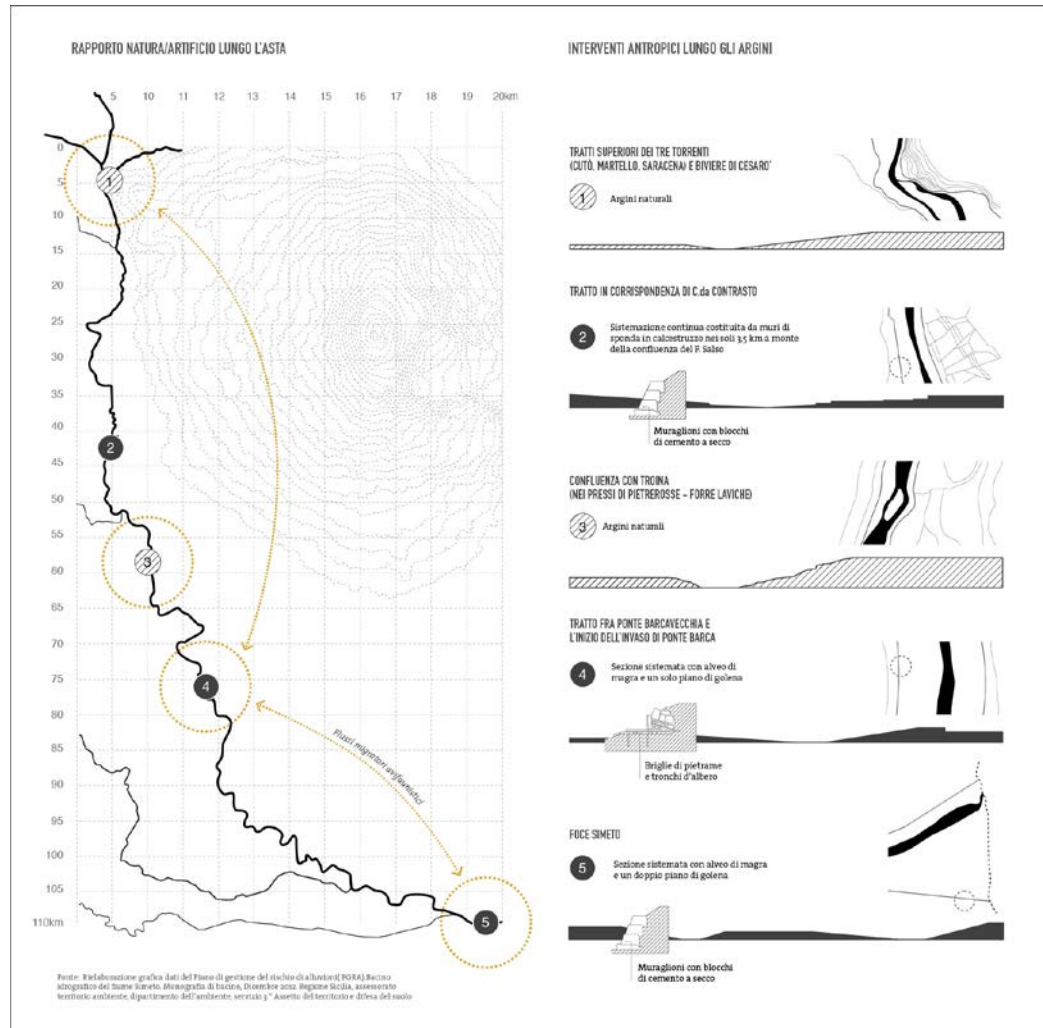 RAPPORTO NATURA/ARTIFICIO LUNGO L'ASTA
5 10 11 12 13 14 15 16 17 18 19 20km
0
5
10
15
20
25
30
35
40
45
50
55
60
65
70
75
80
85
90
95
100
105
110km
1
2
3
4
5
Flussi migratori avifaunistici
Fonte: Rielaborazione grafica dati del Piano di gestione del rischio di alluvioni( PGRA).Bacino
idrografico del fiume Simeto. Monografia di bacino, Dicembre 2012. Regione Sicilia, assessorato
territorio ambiente, dipartimento dell'ambiente, servizio 3 " Assetto del territorio e difesa del suolo
INTERVENTI ANTROPICI LUNGO GLI ARGINI
TRATTI SUPERIORI DEI TRE TORRENTI
(CUTÒ, MARTELLO, SARACENA) E BIVIERE DI CESARO'
1 Argini naturali
TRATTO IN CORRISPONDENZA DI C.da CONTRASTO
2 Sistemazione continua costituita da muri di
sponda in calcestruzzo nei soli 3,5 km a monte
della confluenza del F. Salso
Muraglioni con blocchi
di cemento a secco
CONFLUENZA CON TROINA
(NEI PRESSI DI PIETREROSSE – FORRE LAVICHE)
3 Argini naturali
TRATTO FRA PONTE BARCAVECCHIA E
L'INIZIO DELL'INVASO DI PONTE BARCA
4 Sezione sistemata con alveo di
magra e un solo piano di golena
Briglie di pietrame
e tronchi d'albero
FOCE SIMETO
5 Sezione sistemata con alveo di magra
e un doppio piano di golena
Muraglioni con blocchi
di cemento a secco